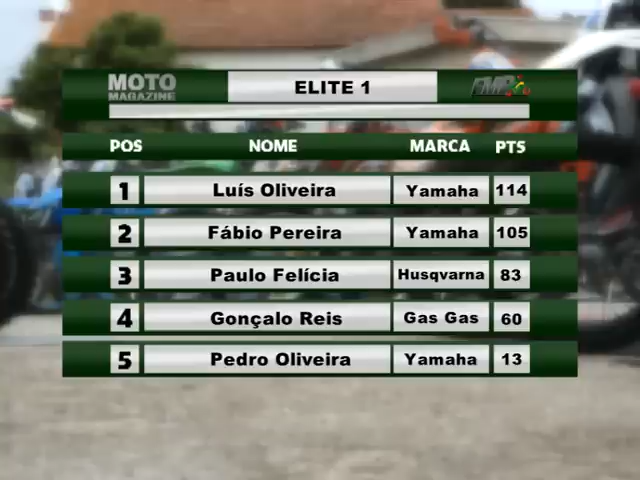 MOTO MAGAZINE ELITE 1 FMP
POS NOME MARCA PTS
1 Luís Oliveira Yamaha 114
2 Fábio Pereira Yamaha 105
3 Paulo Felícia Husqvarna 83
4 Gonçalo Reis Gas Gas 60
5 Pedro Oliveira Yamaha 13